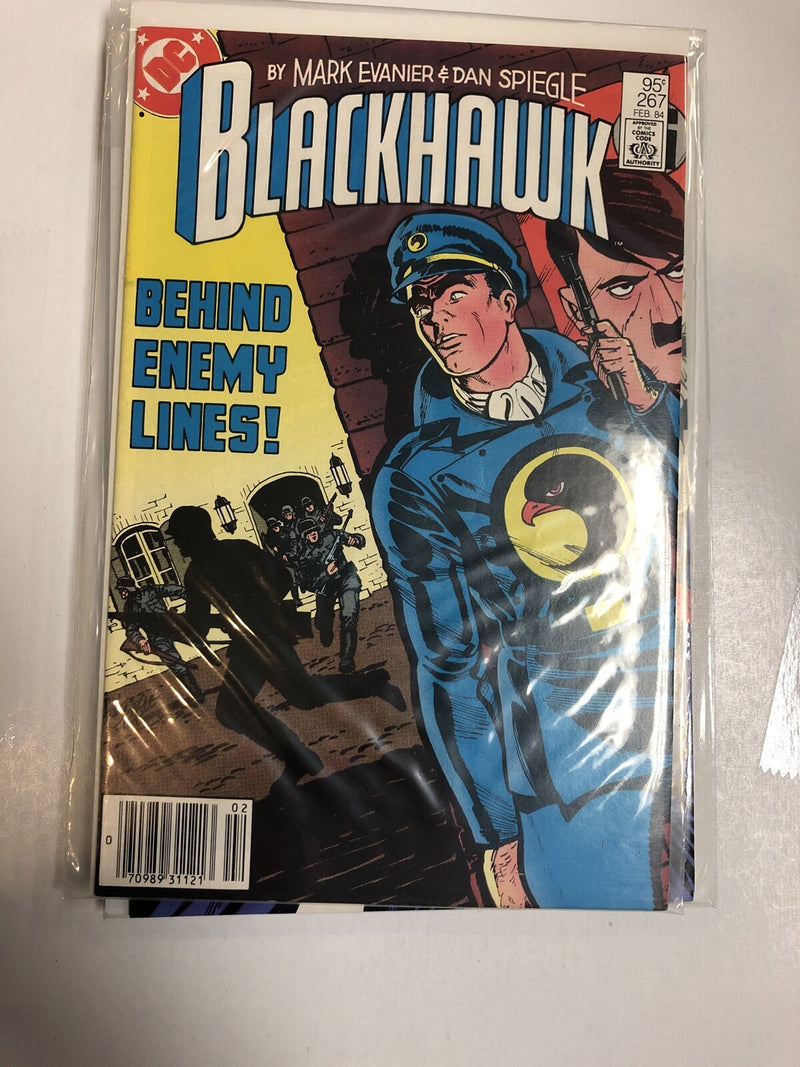 DC
BY MARK EVANIER & DAN SPIEGLE
BLACKHAWK
TM
95¢
267
FEB. 84
APPROVED
BY THE
COMICS
CODE
CA
AUTHORITY
BEHIND
ENEMY
LINES!
02
0
70989 31121